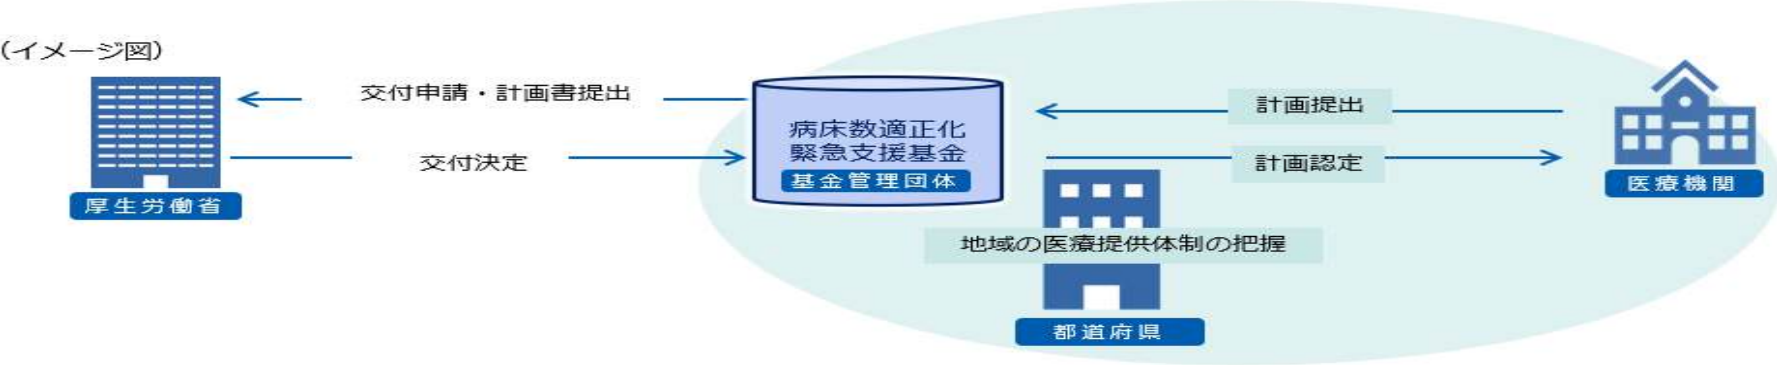 (イメージ図)
交付申請・計画書提出
交付決定
厚生労働省
病床数適正化
緊急支援基金
基金管理団体
計画提出
計画認定
医療機関
地域の医療提供体制の把握
都道府県